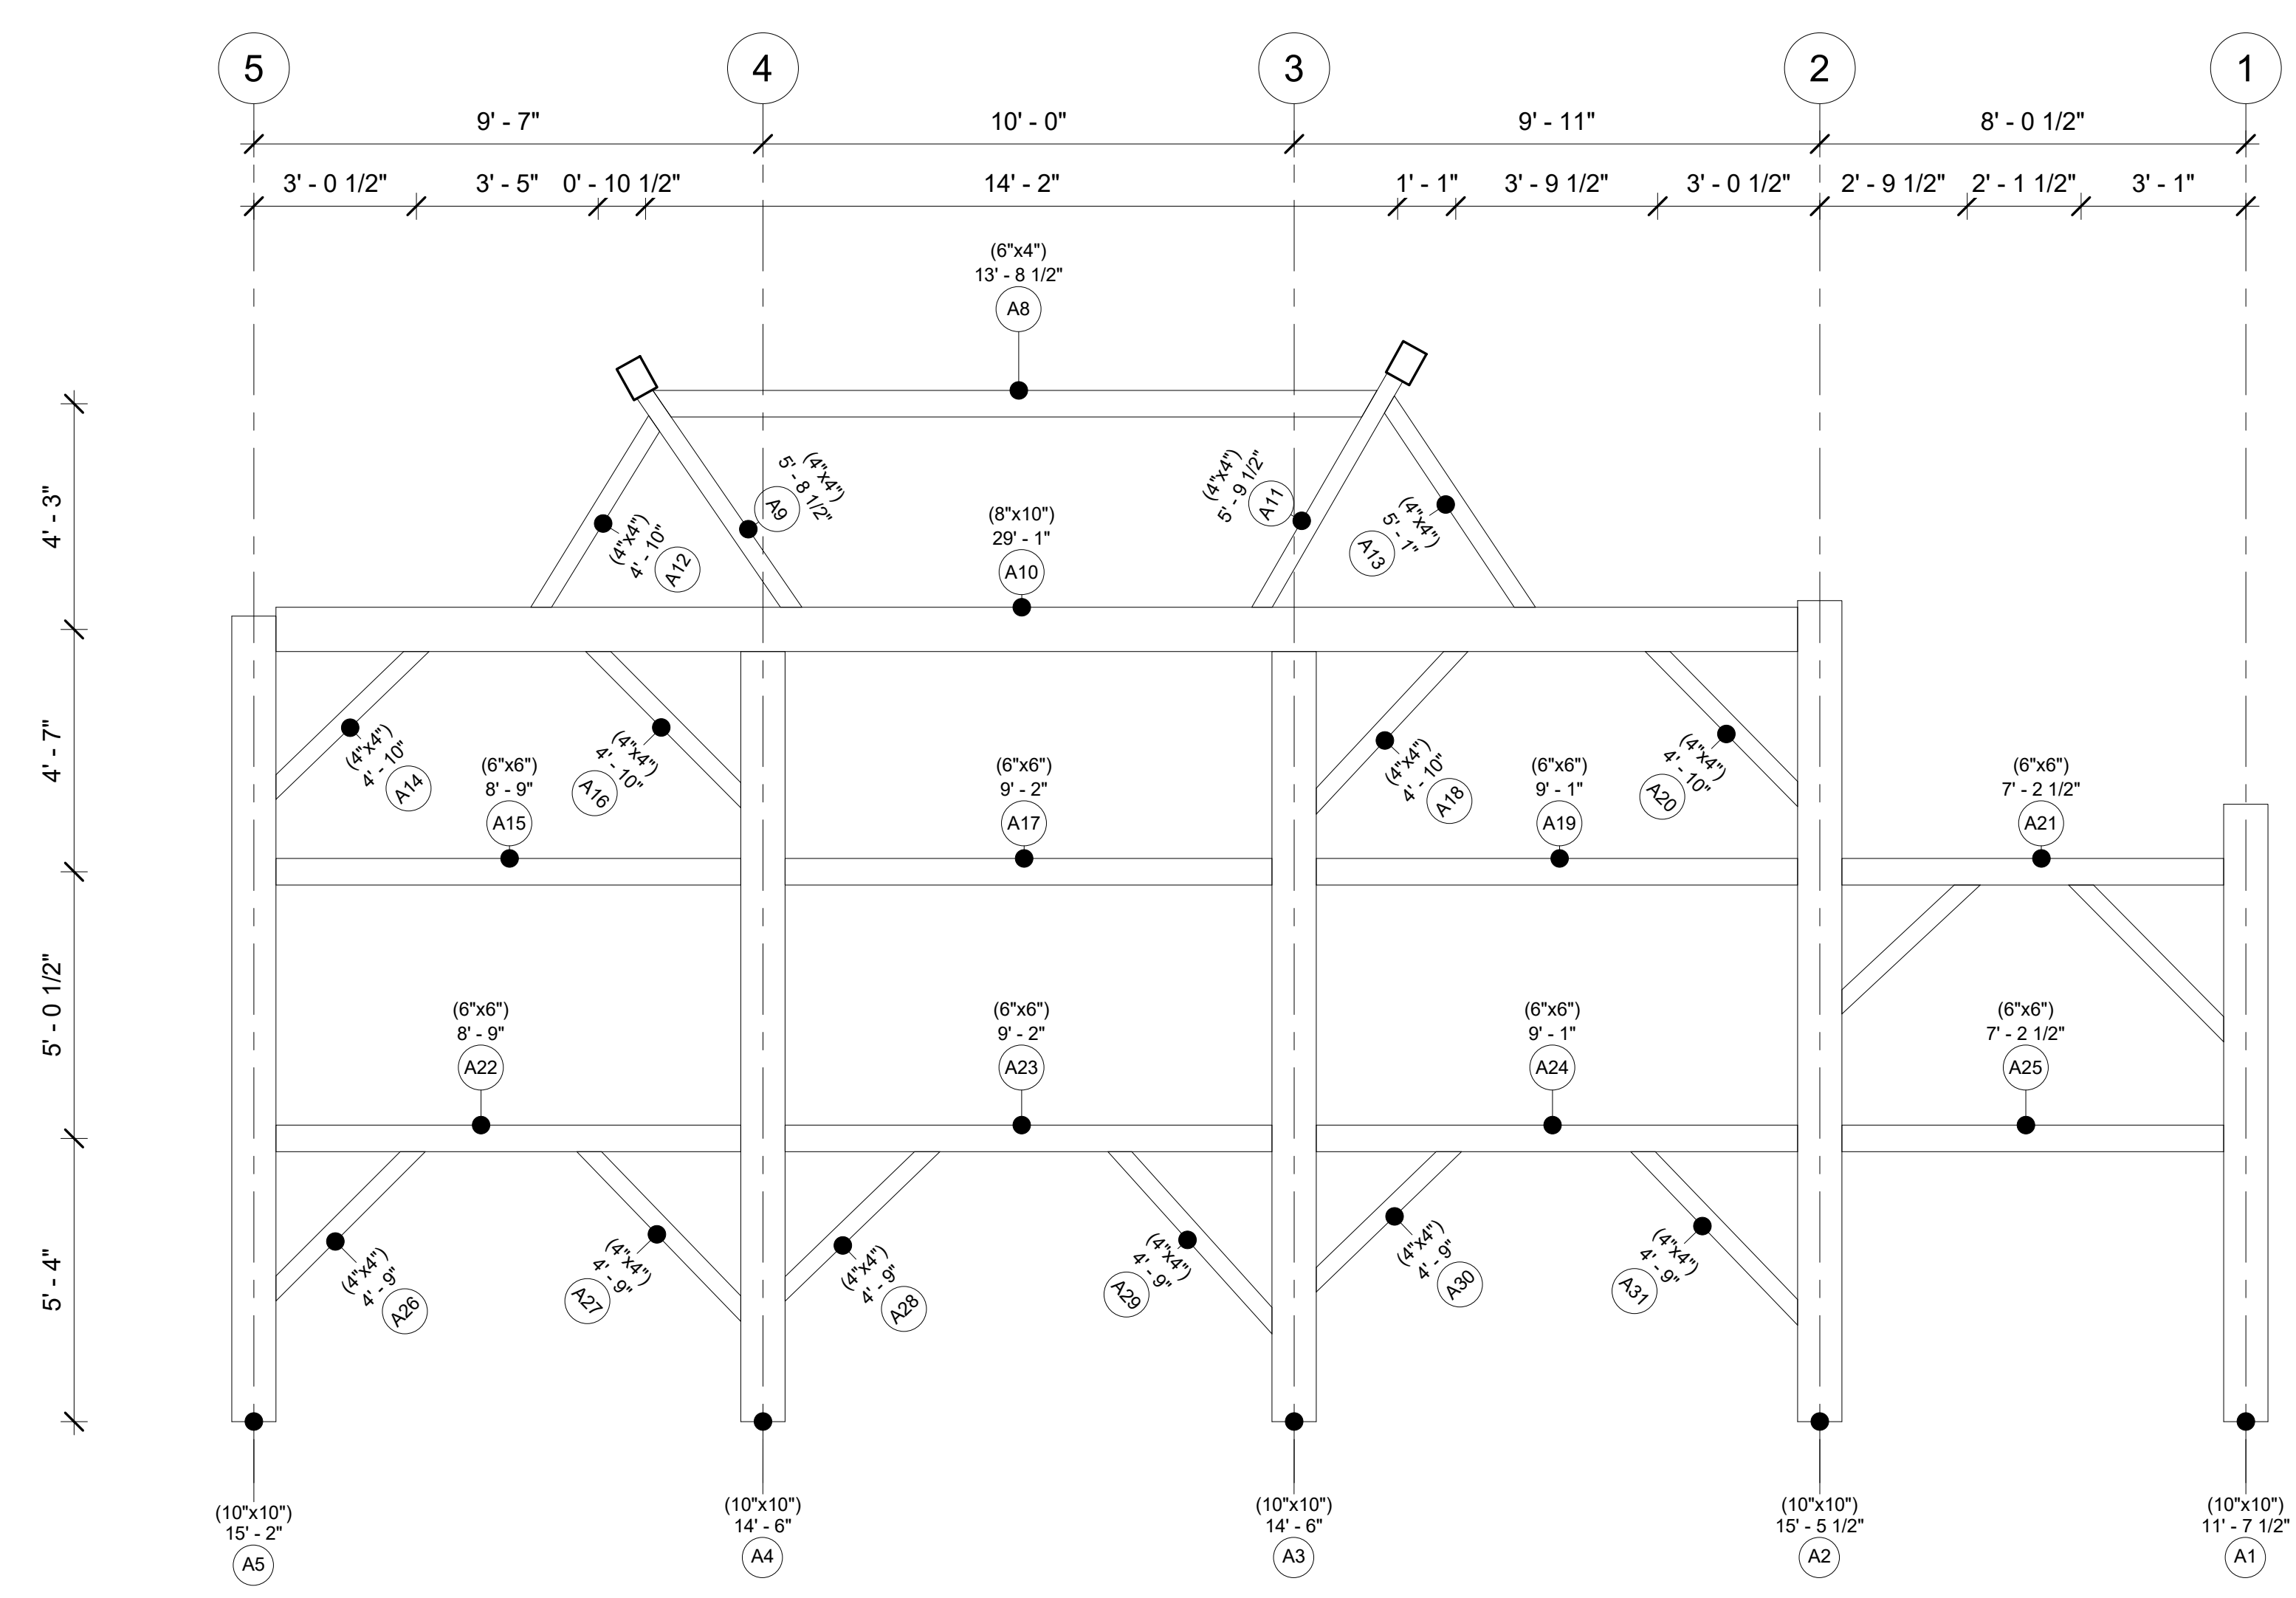 5
4
3
2
1
9' - 7"
10' - 0"
9' - 11"
8' - 0 1/2"
3' - 0 1/2"
3' - 5"
0' - 10 1/2"
14' - 2"
1' - 1"
3' - 9 1/2"
3' - 0 1/2"
2' - 9 1/2"
2' - 1 1/2"
3' - 1"
(6"x4")
13' - 8 1/2"
A8
4' - 3"
4' - 7"
5' - 0 1/2"
5' - 4"
(4"x4")
4' - 10"
A12
(4"x4")
5' - 8 1/2"
A9
(8"x10")
29' - 1"
A10
(4"x4")
5' - 9 1/2"
A11
(4"x4")
5' - 1"
A13
(4"x4")
4' - 10"
A14
(6"x6")
8' - 9"
A15
(4"x4")
4' - 10"
A16
(6"x6")
9' - 2"
A17
(4"x4")
4' - 10"
A18
(6"x6")
9' - 1"
A19
(4"x4")
4' - 10"
A20
(6"x6")
7' - 2 1/2"
A21
(6"x6")
8' - 9"
A22
(6"x6")
9' - 2"
A23
(6"x6")
9' - 1"
A24
(6"x6")
7' - 2 1/2"
A25
(4"x4")
4' - 9"
A26
(4"x4")
4' - 9"
A27
(4"x4")
4' - 9"
A28
(4"x4")
4' - 9"
A29
(4"x4")
4' - 9"
A30
(4"x4")
4' - 9"
A31
(10"x10")
15' - 2"
A5
(10"x10")
14' - 6"
A4
(10"x10")
14' - 6"
A3
(10"x10")
15' - 5 1/2"
A2
(10"x10")
11' - 7 1/2"
A1